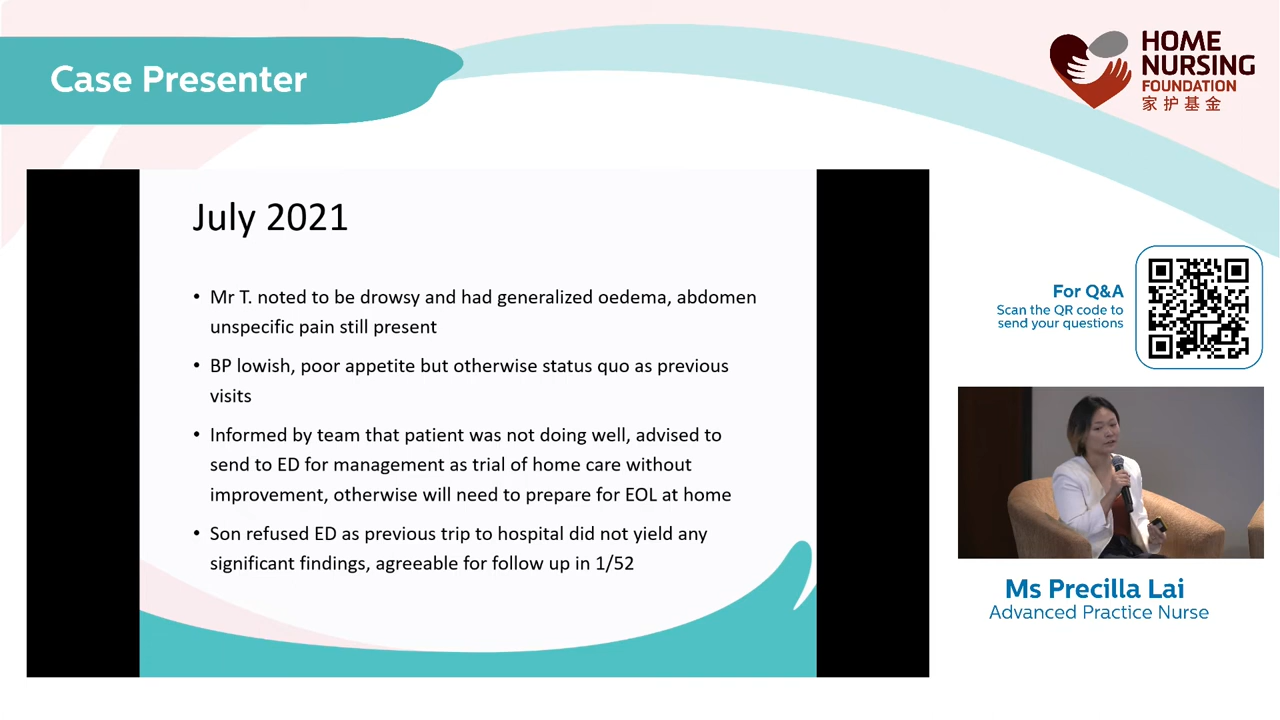 Case Presenter
HOME
NURSING
FOUNDATION
家护基金
July 2021
• Mr T. noted to be drowsy and had generalized oedema, abdomen
unspecific pain still present
• BP lowish, poor appetite but otherwise status quo as previous
visits
• Informed by team that patient was not doing well, advised to
send to ED for management as trial of home care without
improvement, otherwise will need to prepare for EOL at home
• Son refused ED as previous trip to hospital did not yield any
significant findings, agreeable for follow up in 1/52
For Q&A
Scan the QR code to
send your questions
Ms Precilla Lai
Advanced Practice Nurse